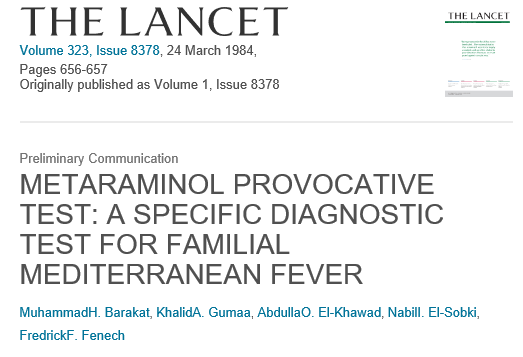 THE LANCET
Volume 323, Issue 8378, 24 March 1984,
Pages 656-657
Originally published as Volume 1, Issue 8378
THE LANCET
Preliminary Communication
METARAMINOL PROVOCATIVE
TEST: A SPECIFIC DIAGNOSTIC
TEST FOR FAMILIAL
MEDITERRANEAN FEVER
MuhammadH. Barakat, KhalidA. Gumaa, AbdullaO. El-Khawad, NabilI. El-Sobki,
FredrickF. Fenech